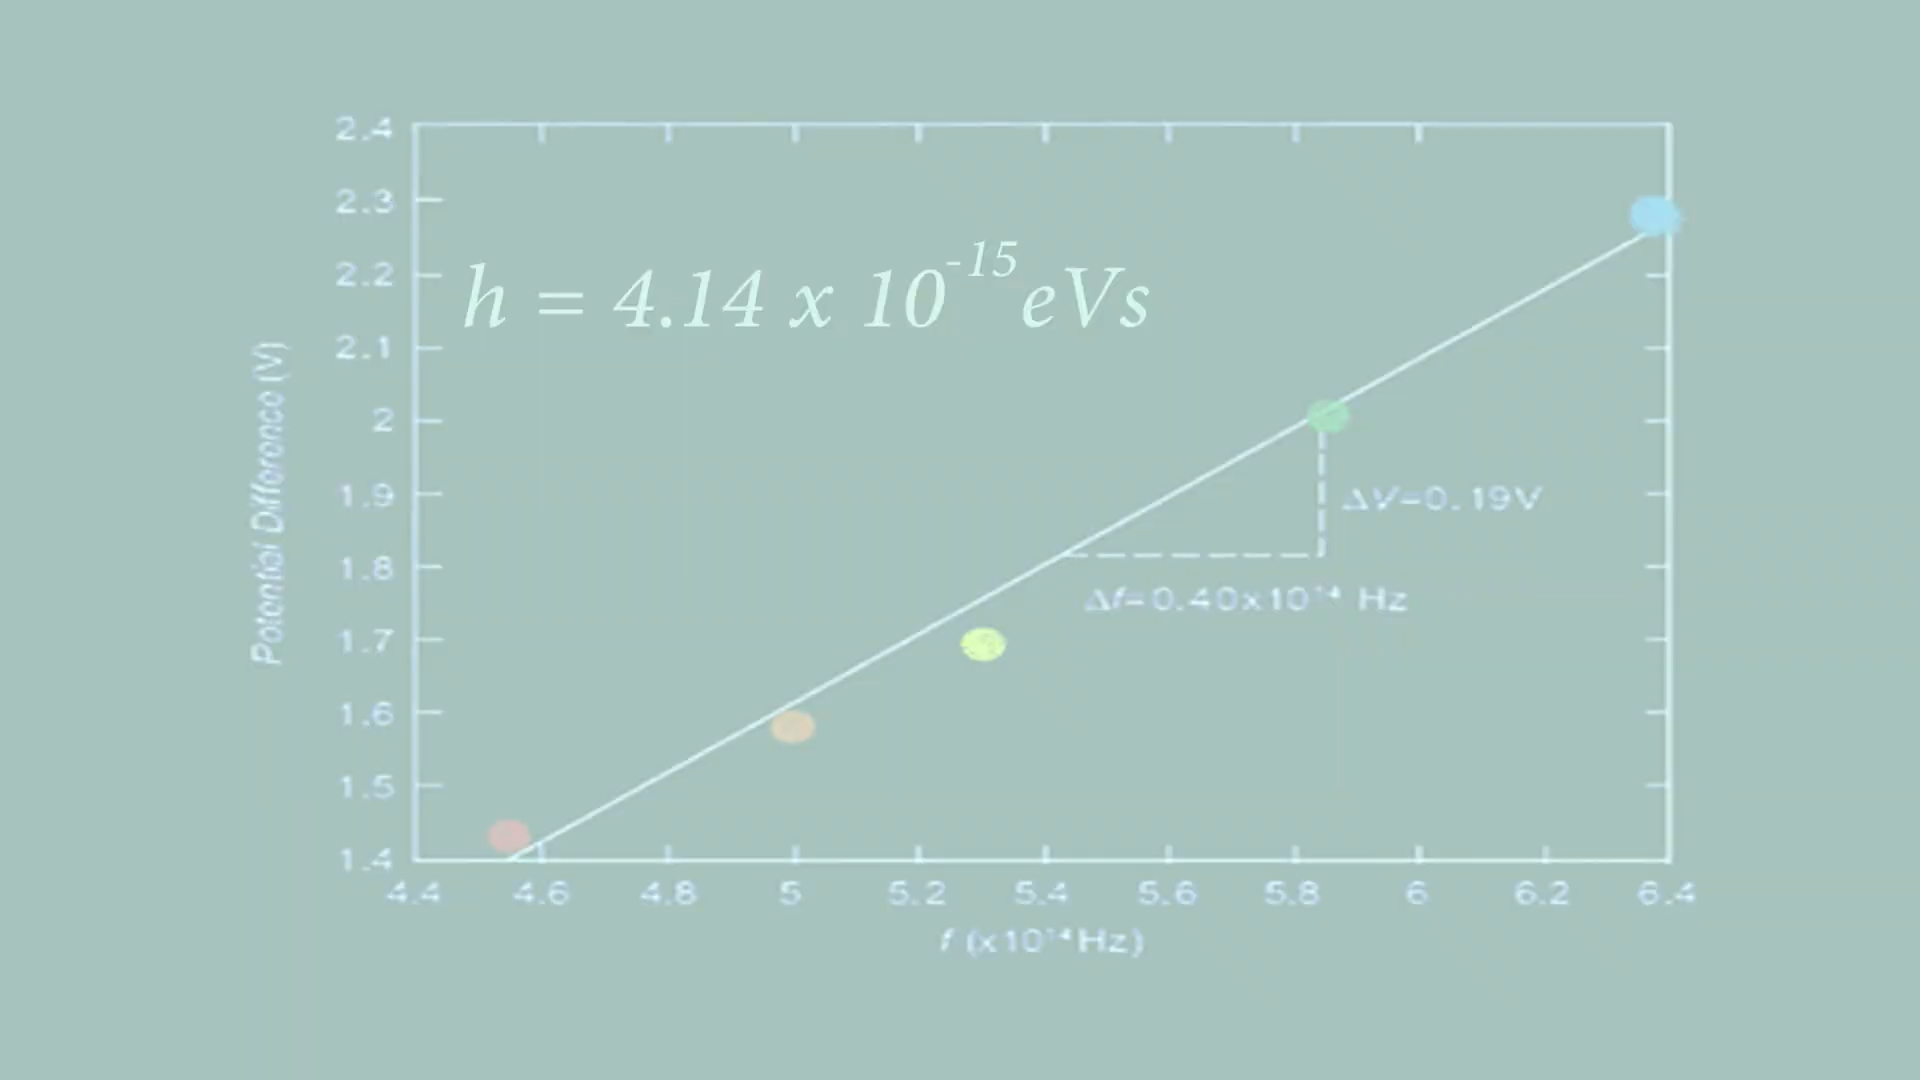 2.4
2.3
h = 4.14 x 10⁻¹⁵eVs
2.2
2.1
2
1.9
ΔV=0.19V
1.8
Δf=0.40x10¹⁴ Hz
1.7
1.6
1.5
1.4
Potential Difference (V)
4.4 4.6 4.8 5 5.2 5.4 5.6 5.8 6 6.2 6.4
f (x10¹⁴Hz)